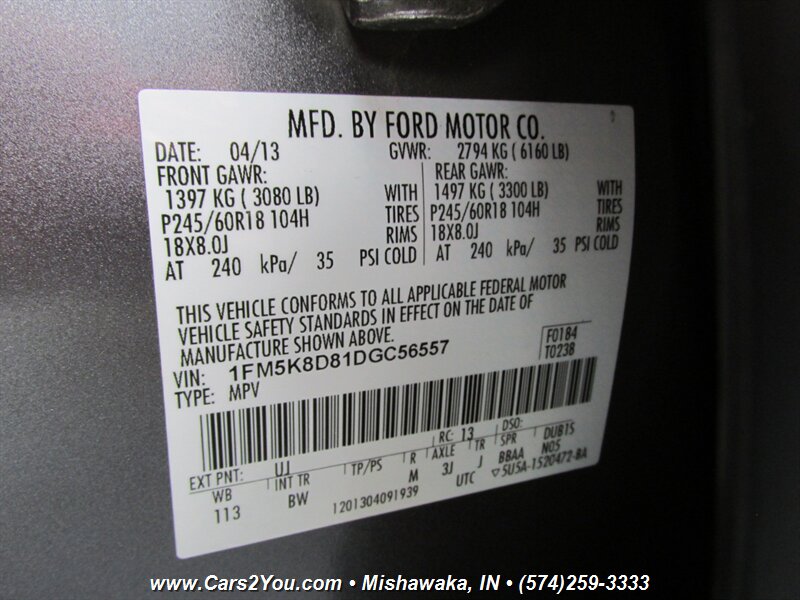 MFD. BY FORD MOTOR CO.
DATE: 04/13 GVWR: 2794 KG ( 6160 LB)
FRONT GAWR: REAR GAWR:
1397 KG ( 3080 LB) WITH 1497 KG ( 3300 LB) WITH
P245/60R18 104H TIRES P245/60R18 104H TIRES
18X8.0J RIMS 18X8.0J RIMS
AT 240 kPa/ 35 PSI COLD AT 240 kPa/ 35 PSI COLD
THIS VEHICLE CONFORMS TO ALL APPLICABLE FEDERAL MOTOR
VEHICLE SAFETY STANDARDS IN EFFECT ON THE DATE OF
MANUFACTURE SHOWN ABOVE.
F0184
T0238
VIN: 1FM5K8D81DGC56557
TYPE: MPV
EXT PNT: UJ RC: 13 DSO:
WB INT TR TP/PS R AXLE TR SPR DUB1S
113 BW M 3J J BBAA N05
1201304091939 UTC ▽5U5A-1520472-BA
www.Cars2You.com • Mishawaka, IN • (574)259-3333